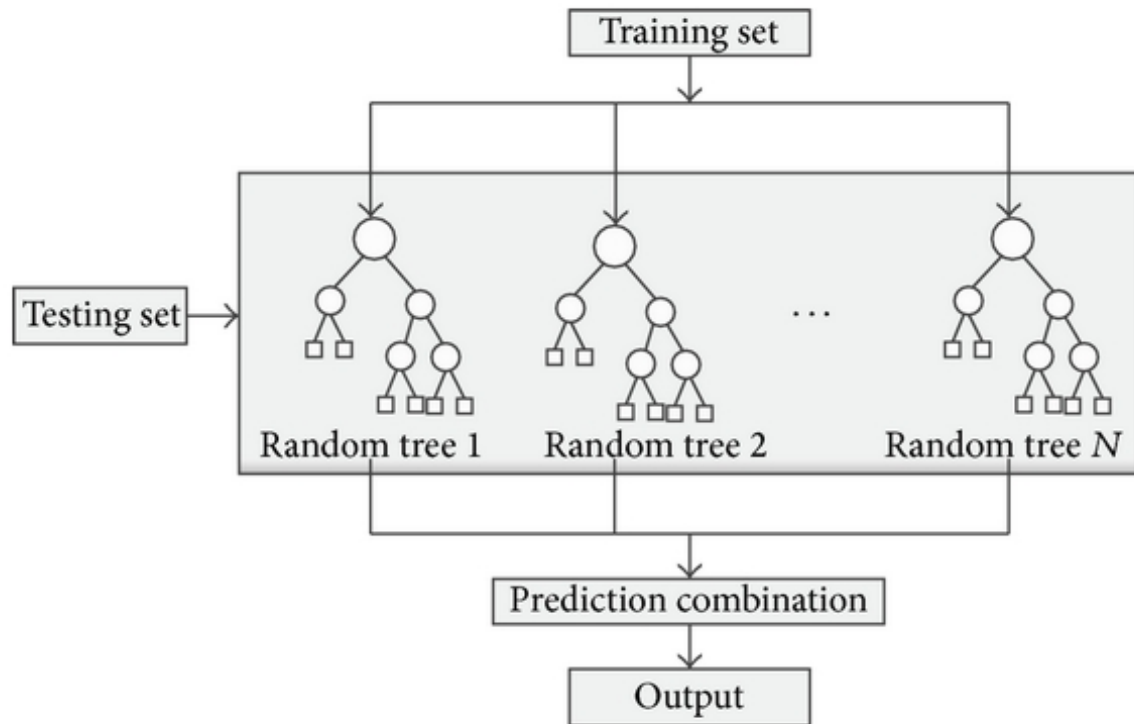 Training set
Testing set
...
Random tree 1
Random tree 2
Random tree N
Prediction combination
Output